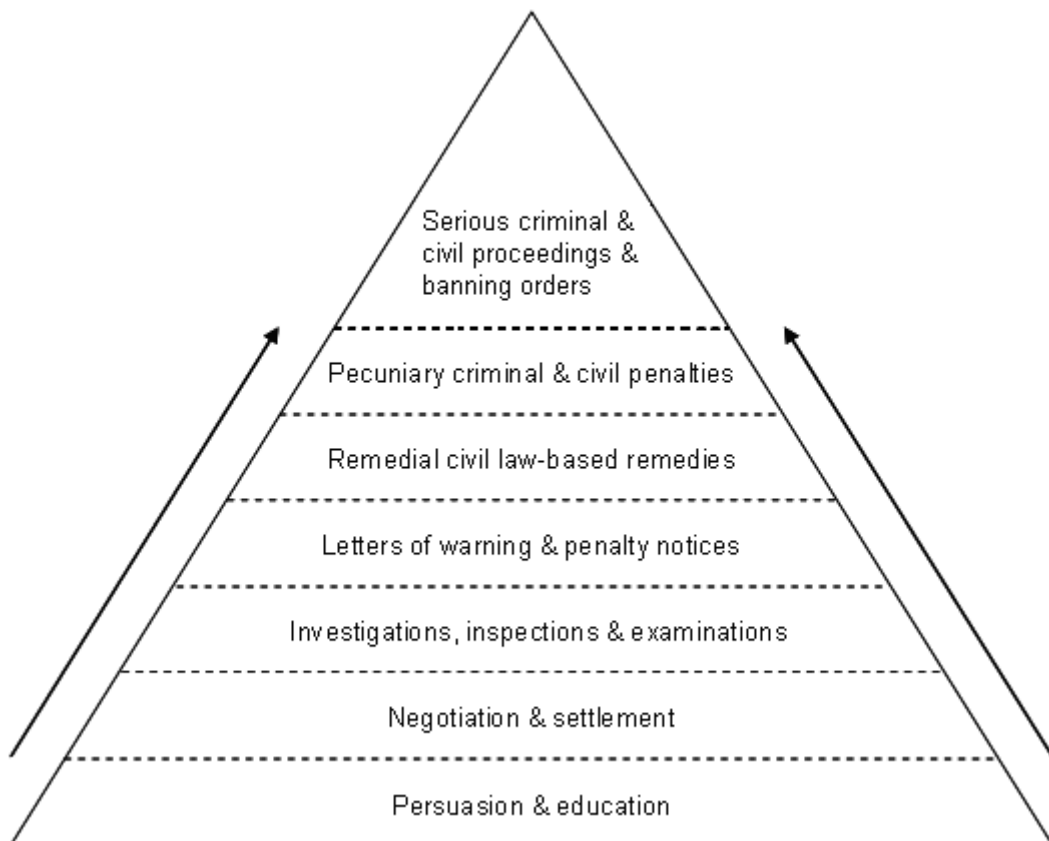 Serious criminal &
civil proceedings &
banning orders
Pecuniary criminal & civil penalties
Remedial civil law-based remedies
Letters of warning & penalty notices
Investigations, inspections & examinations
Negotiation & settlement
Persuasion & education